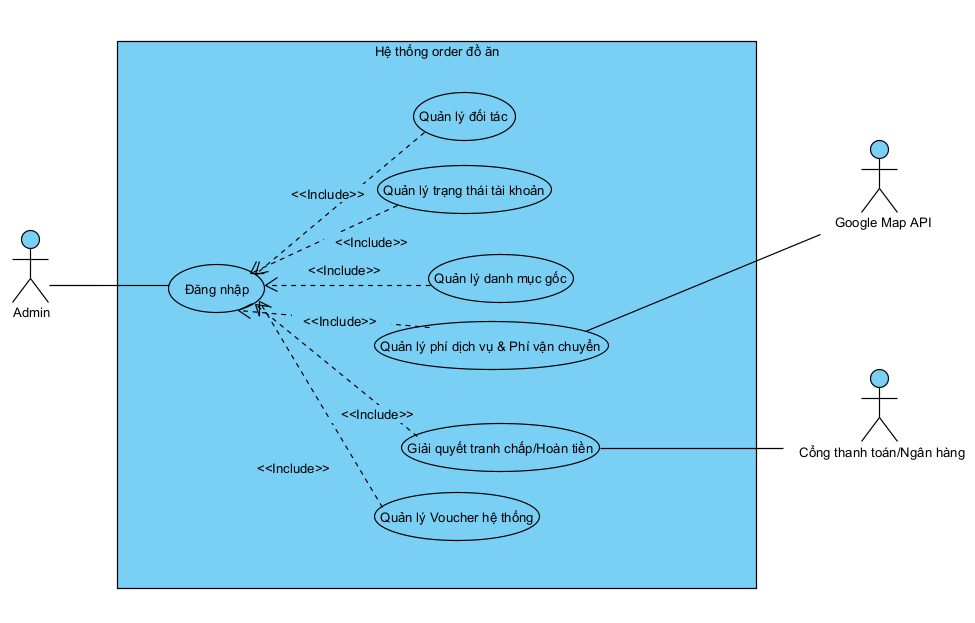 Hệ thống order đồ ăn
Quản lý đối tác
<<Include>>
Quản lý trạng thái tài khoản
Google Map API
<<Include>>
<<Include>>
Quản lý danh mục gốc
Đăng nhập
Admin
<<Include>>
Quản lý phí dịch vụ & Phí vận chuyển
<<Include>>
Giải quyết tranh chấp/Hoàn tiền
Cổng thanh toán/Ngân hàng
<<Include>>
Quản lý Voucher hệ thống